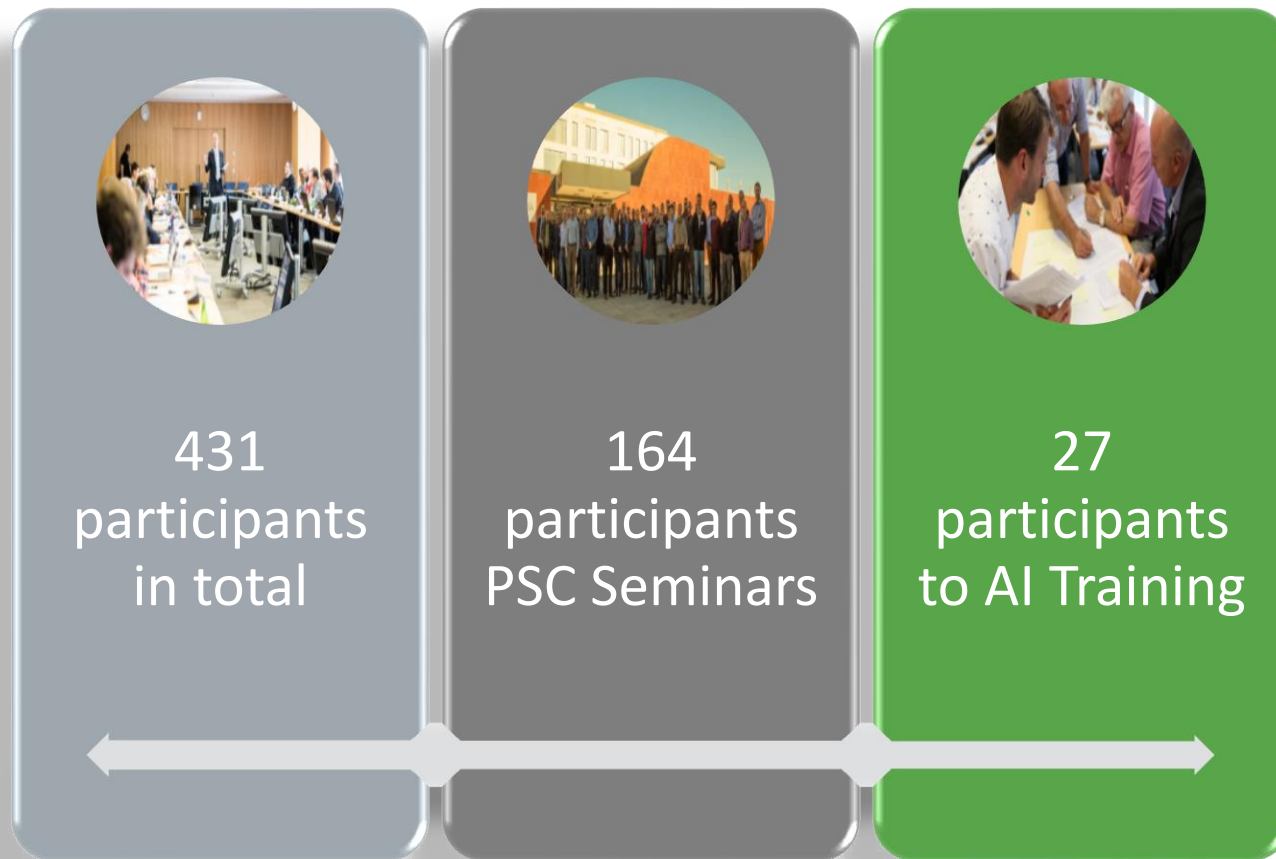 431
participants
in total
164
participants
PSC Seminars
27
participants
to AI Training